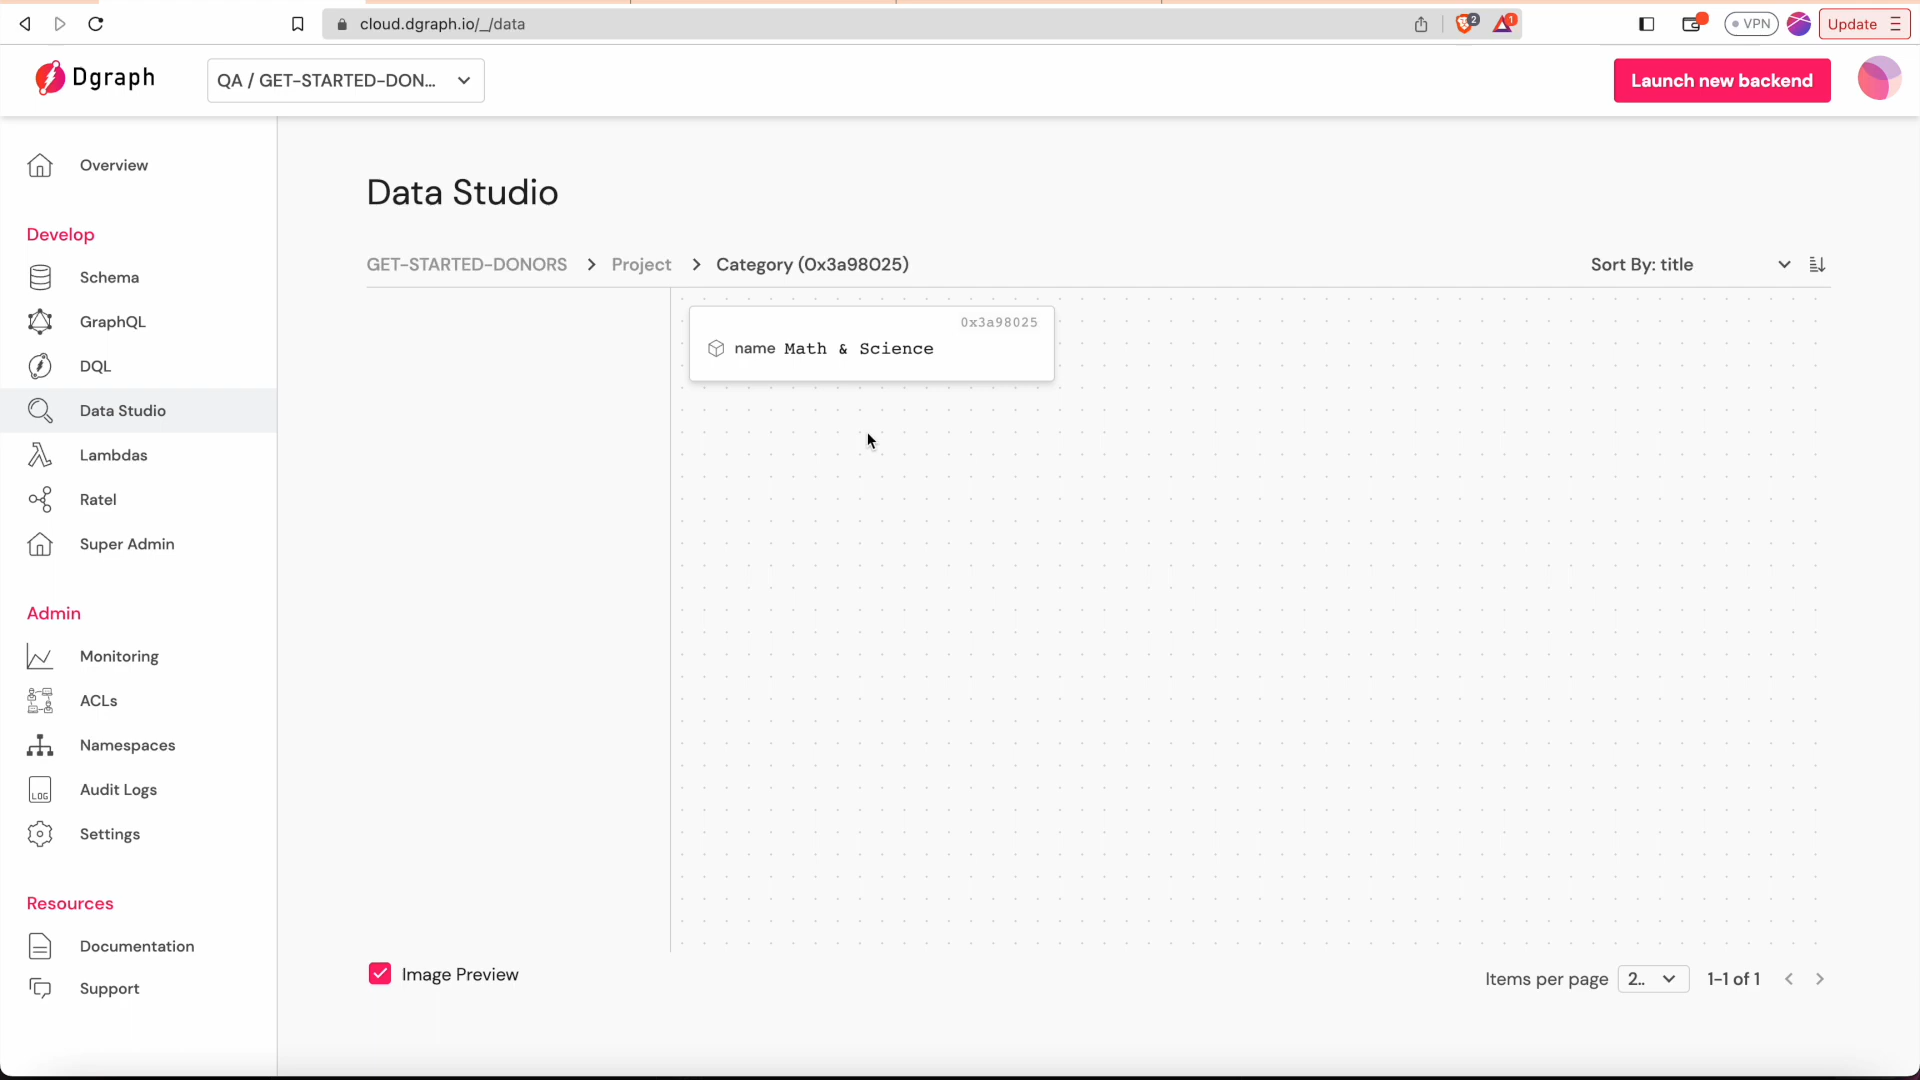 cloud.dgraph.io/_/data
2
1
VPN
Update
Dgraph
QA / GET-STARTED-DON...
Launch new backend
Overview
Develop
Schema
GraphQL
DQL
Data Studio
Lambdas
Ratel
Super Admin
Admin
Monitoring
ACLs
Namespaces
LOG
Audit Logs
Settings
Resources
Documentation
Support
Data Studio
GET-STARTED-DONORS > Project > Category (0x3a98025)
Sort By: title
0x3a98025
name Math & Science
Image Preview
Items per page 2.. 1-1 of 1